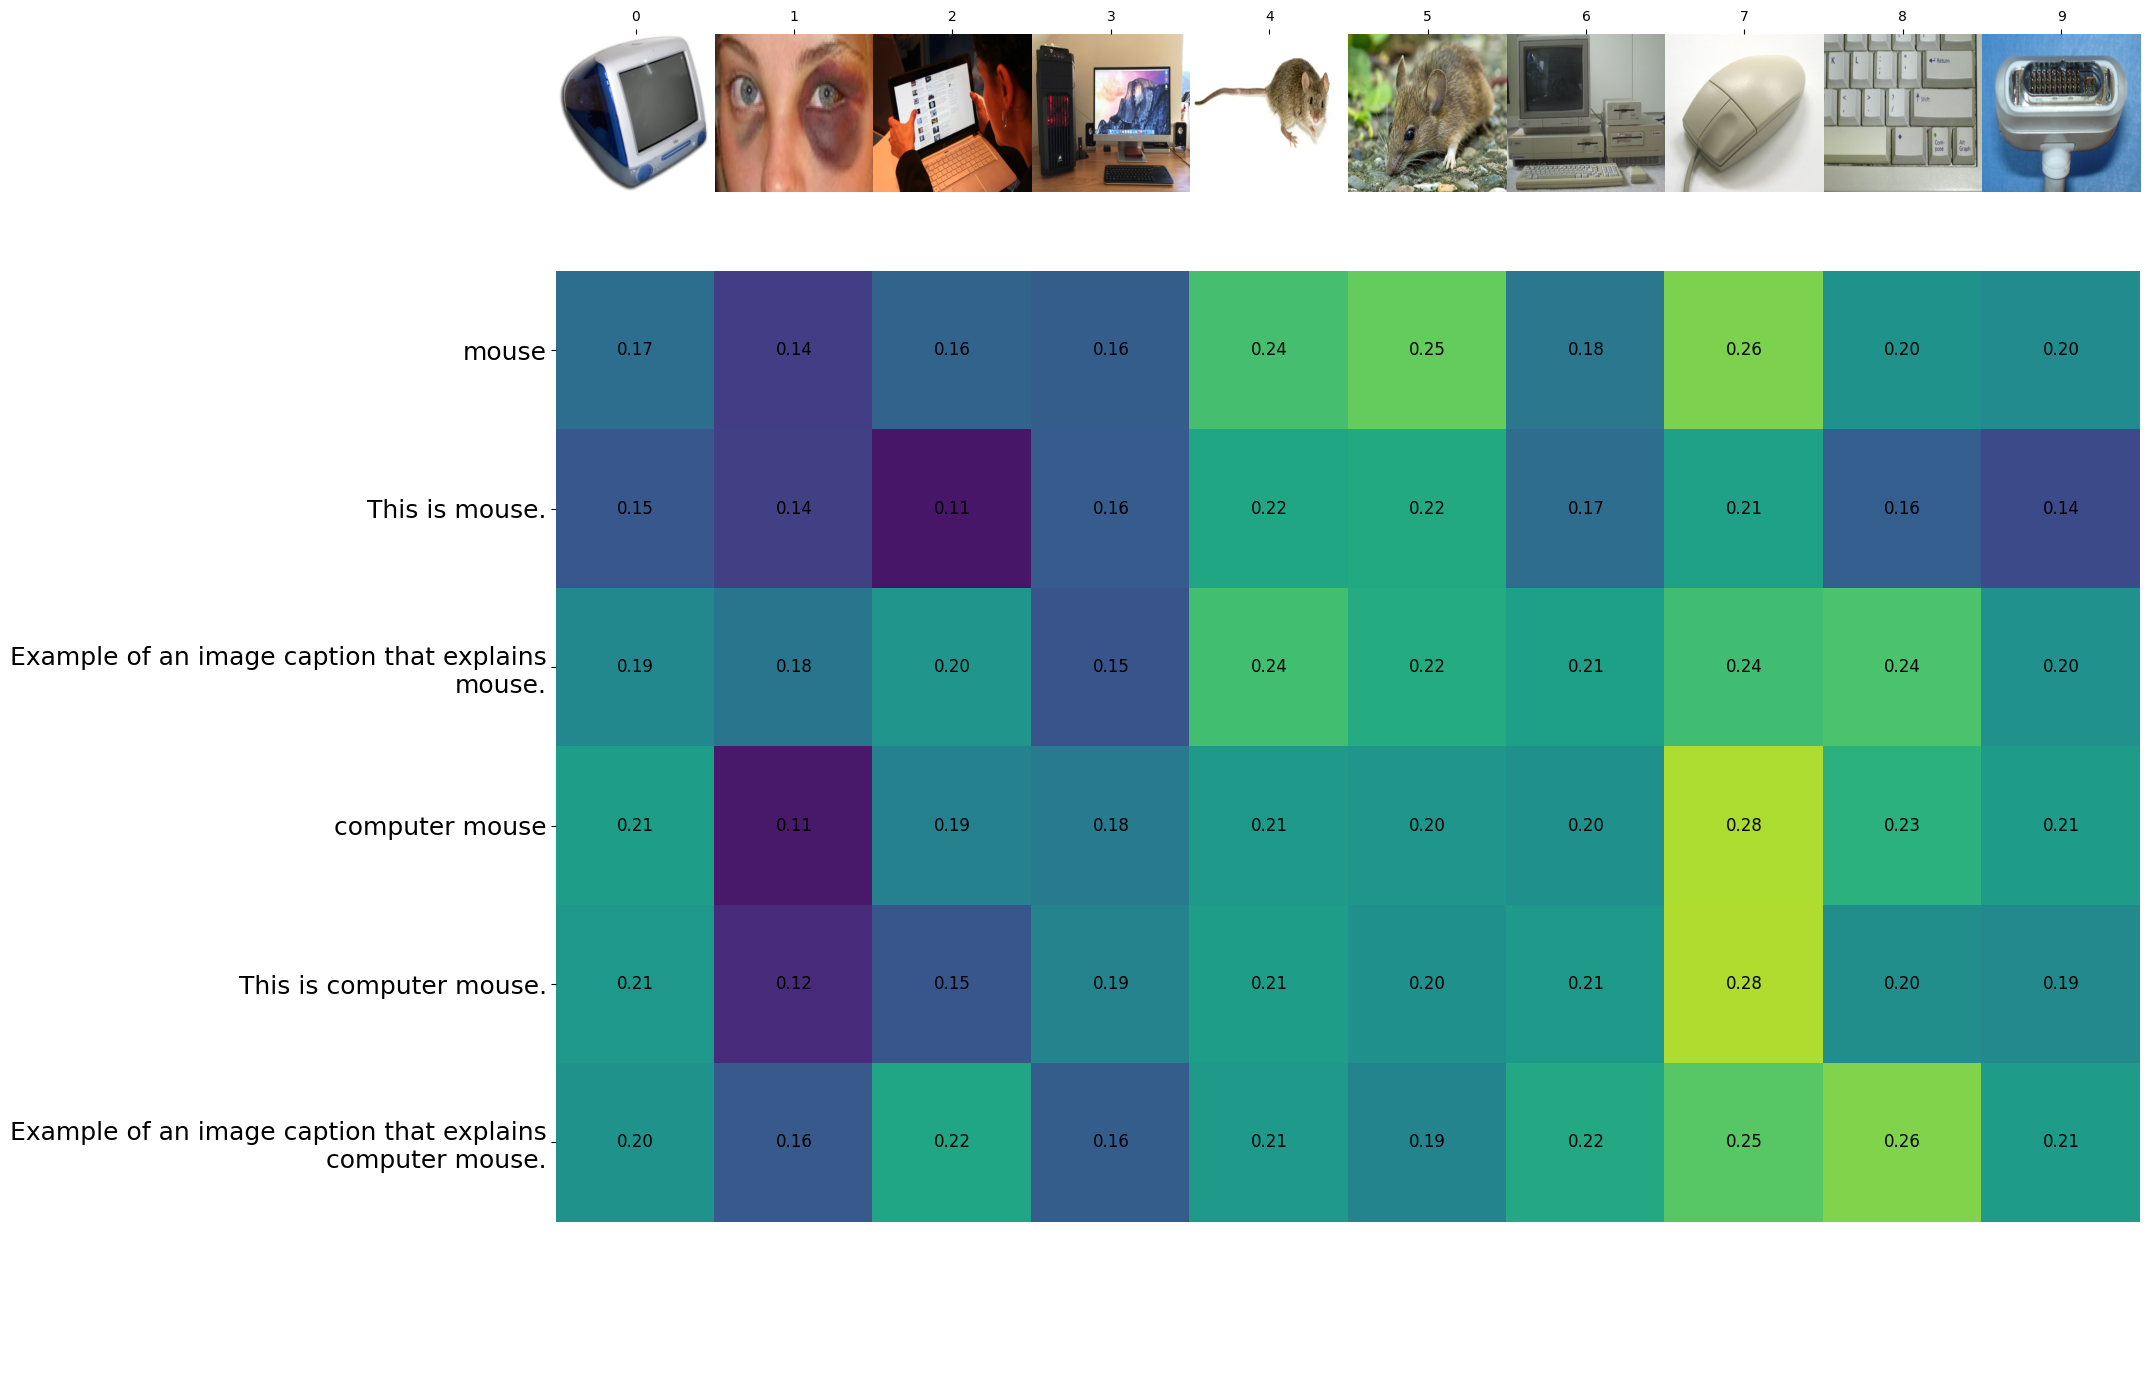 0 1 2 3 4 5 6 7 8 9
K L : ; " ' Return
< , > . ? / Shift
Com pose Alt Graph
mouse 0.17 0.14 0.16 0.16 0.24 0.25 0.18 0.26 0.20 0.20
This is mouse. 0.15 0.14 0.11 0.16 0.22 0.22 0.17 0.21 0.16 0.14
Example of an image caption that explains
mouse. 0.19 0.18 0.20 0.15 0.24 0.22 0.21 0.24 0.24 0.20
computer mouse 0.21 0.11 0.19 0.18 0.21 0.20 0.20 0.28 0.23 0.21
This is computer mouse. 0.21 0.12 0.15 0.19 0.21 0.20 0.21 0.28 0.20 0.19
Example of an image caption that explains
computer mouse. 0.20 0.16 0.22 0.16 0.21 0.19 0.22 0.25 0.26 0.21